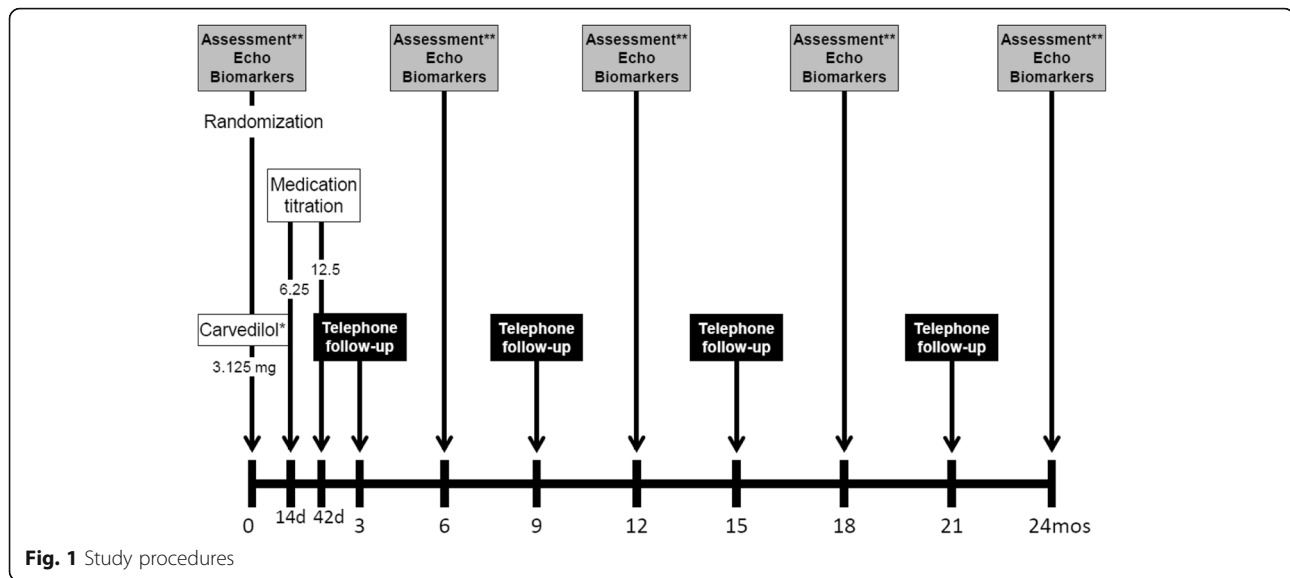 Assessment**
Echo
Biomarkers
Assessment**
Echo
Biomarkers
Assessment**
Echo
Biomarkers
Assessment**
Echo
Biomarkers
Assessment**
Echo
Biomarkers
Randomization
Medication
titration
12.5
6.25
Carvedilol*
3.125 mg
Telephone
follow-up
Telephone
follow-up
Telephone
follow-up
Telephone
follow-up
0 14d 42d 3 6 9 12 15 18 21 24mos
Fig. 1 Study procedures